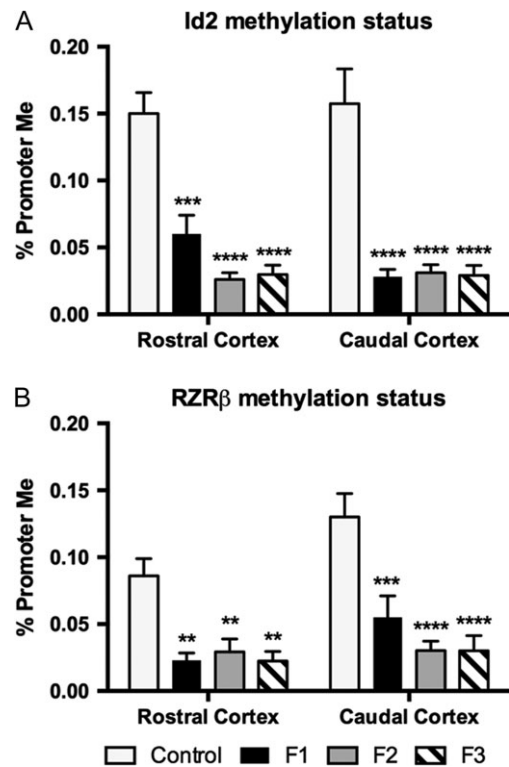 A
Id2 methylation status
% Promoter Me
0.20
0.15
0.10
0.05
0.00
***
****
****
****
****
****
Rostral Cortex
Caudal Cortex
B
RZRβ methylation status
% Promoter Me
0.20
0.15
0.10
0.05
0.00
**
**
**
***
****
****
Rostral Cortex
Caudal Cortex
Control
F1
F2
F3